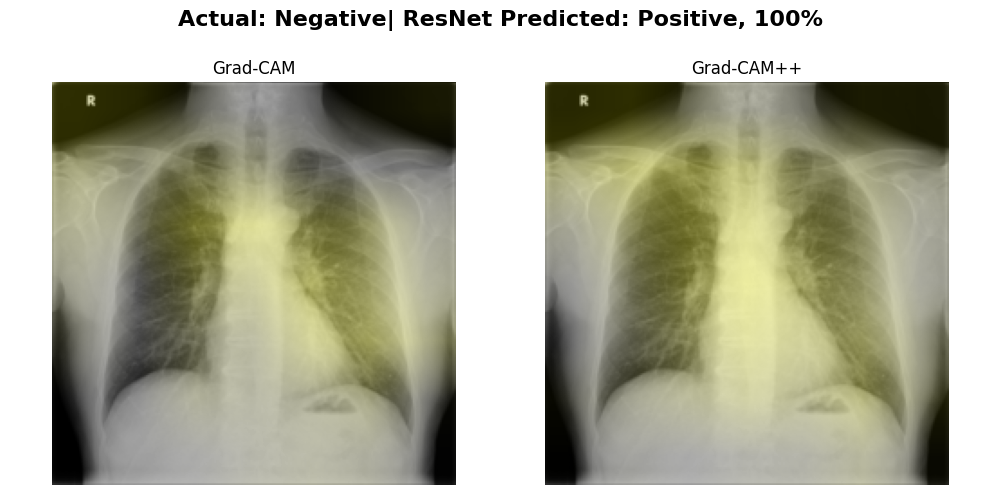 Actual: Negative| ResNet Predicted: Positive, 100%
Grad-CAM
Grad-CAM++
R
R